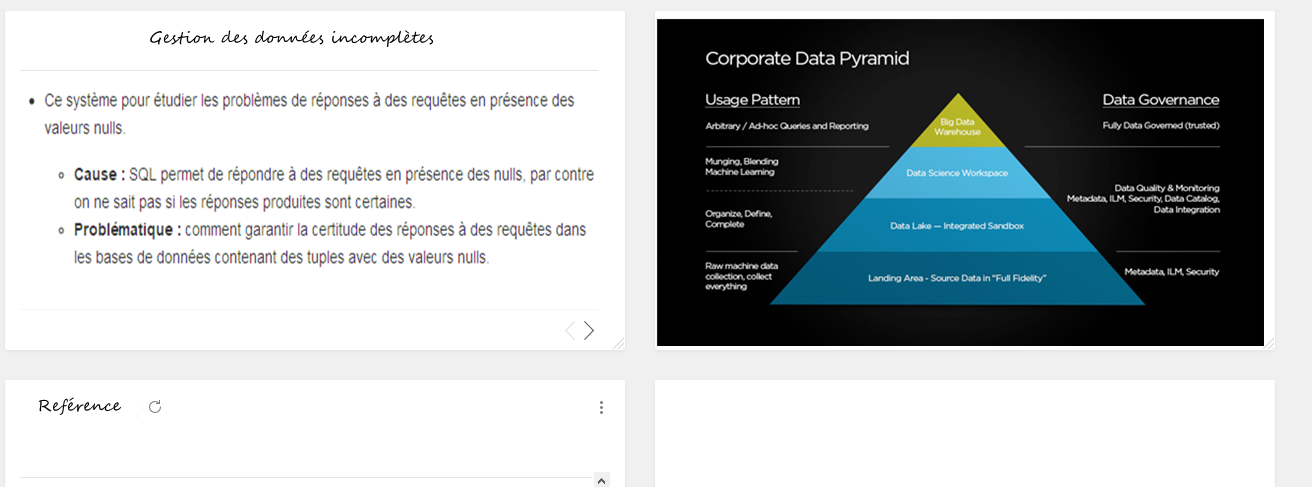 Gestion des données incomplètes
• Ce système pour étudier les problèmes de réponses à des requêtes en présence des
valeurs nulls.
◦ Cause : SQL permet de répondre à des requêtes en présence des nulls, par contre
on ne sait pas si les réponses produites sont certaines.
◦ Problématique : comment garantir la certitude des réponses à des requêtes dans
les bases de données contenant des tuples avec des valeurs nulls.
Corporate Data Pyramid
Usage Pattern
Arbitrary / Ad-hoc Queries and Reporting
Munging, Blending
Machine Learning
Organize, Define,
Complete
Raw machine data
collection, collect
everything
Big Data
Warehouse
Data Science Workspace
Data Lake — Integrated Sandbox
Landing Area - Source Data in "Full Fidelity"
Data Governance
Fully Data Governed (trusted)
Data Quality & Monitoring
Metadata, ILM, Security, Data Catalog,
Data Integration
Metadata, ILM, Security
Reférence